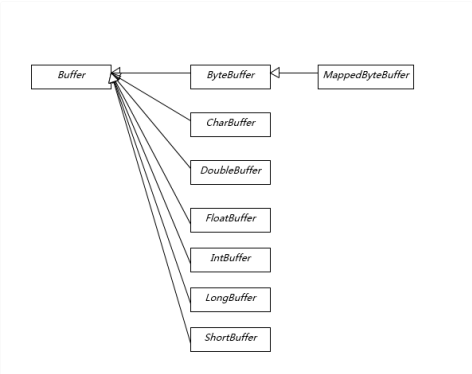 Buffer
ByteBuffer
MappedByteBuffer
CharBuffer
DoubleBuffer
FloatBuffer
IntBuffer
LongBuffer
ShortBuffer